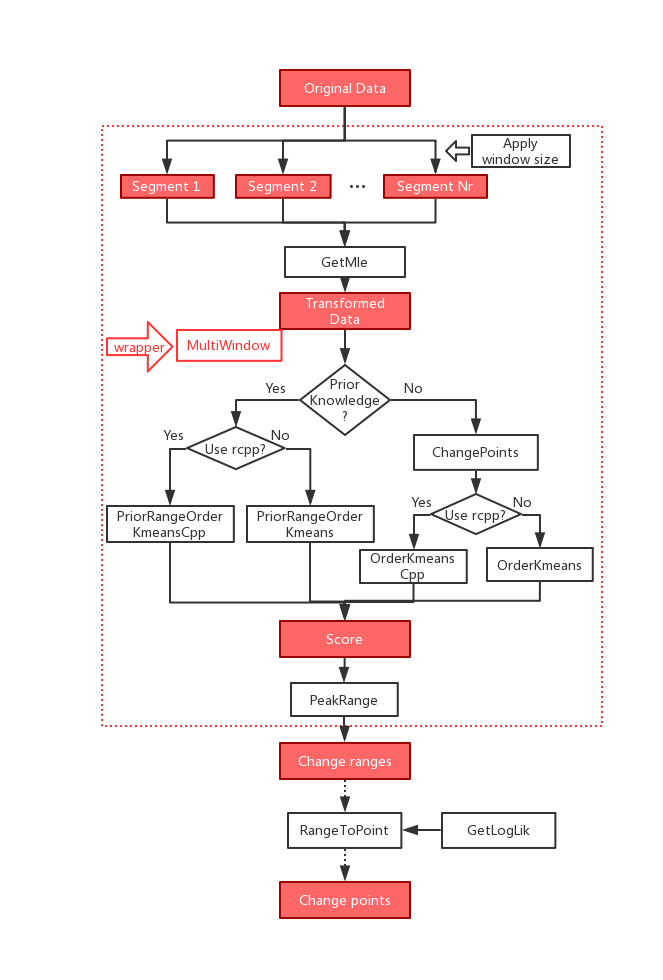 Original Data
Apply
window size
Segment 1
Segment 2
...
Segment Nr
GetMle
Transformed
Data
wrapper
MultiWindow
Prior
Knowledge
?
Yes
No
Yes
Use rcpp?
No
ChangePoints
PriorRangeOrder
KmeansCpp
PriorRangeOrder
Kmeans
Yes
Use rcpp?
No
OrderKmeans
Cpp
OrderKmeans
Score
PeakRange
Change ranges
RangeToPoint
GetLogLik
Change points